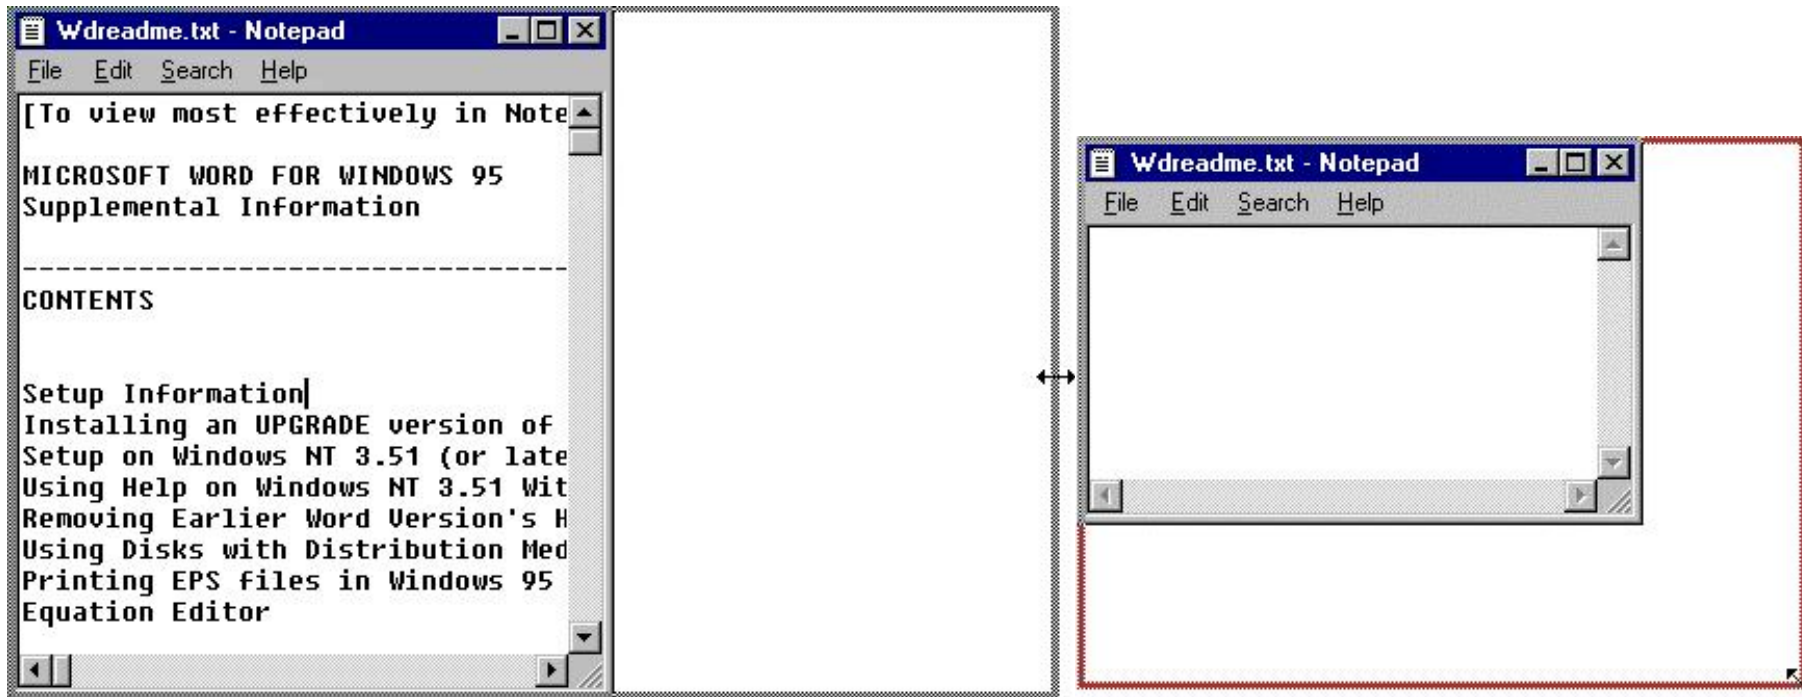 Wdreadme.txt - Notepad
File Edit Search Help
[To view most effectively in Note
MICROSOFT WORD FOR WINDOWS 95
Supplemental Information
---------------------------------
CONTENTS
Setup Information
Installing an UPGRADE version of
Setup on Windows NT 3.51 (or late
Using Help on Windows NT 3.51 Wit
Removing Earlier Word Version's H
Using Disks with Distribution Med
Printing EPS files in Windows 95
Equation Editor
Wdreadme.txt - Notepad
File Edit Search Help